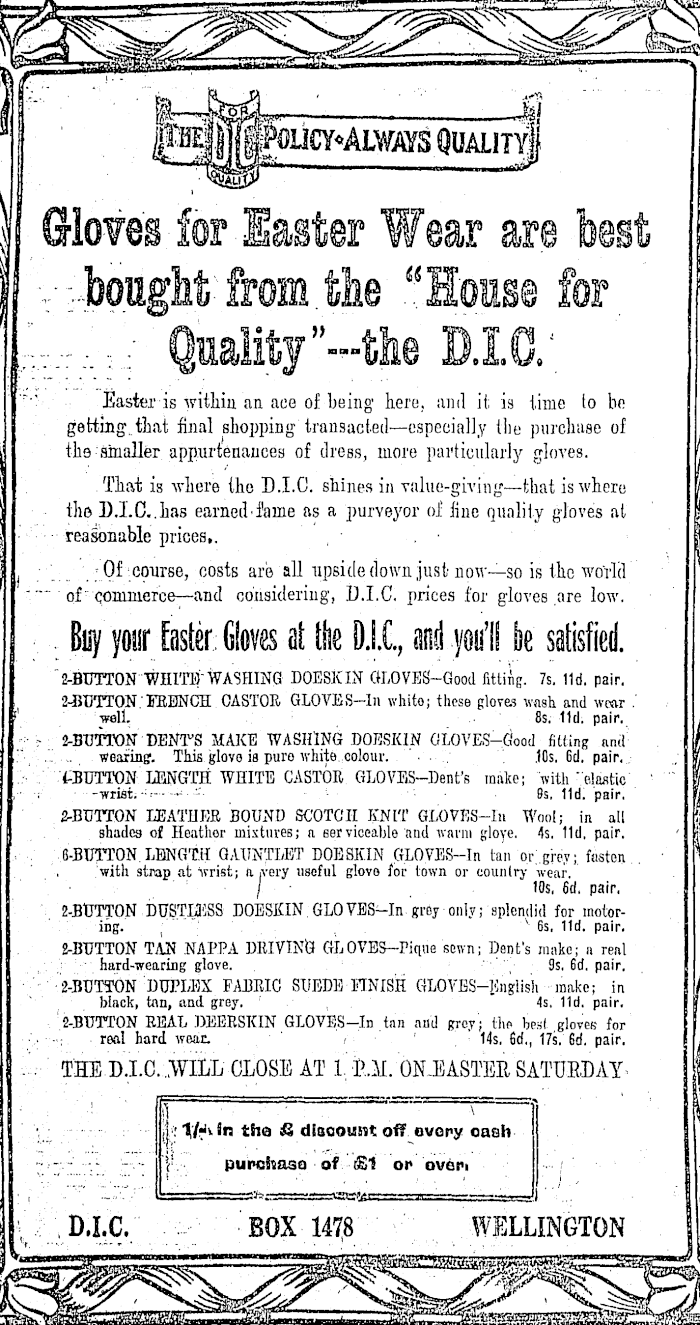 FOR
THE DIC POLICY ALWAYS QUALITY
QUALITY
Gloves for Easter Wear are best
bought from the “House for
Quality”---the D.I.C.
Easter is within an ace of being here, and it is time to be
getting that final shopping transacted—especially the purchase of
the smaller appurtenances of dress, more particularly gloves.
That is where the D.I.C. shines in value-giving—that is where
the D.I.C. has earned fame as a purveyor of fine quality gloves at
reasonable prices.
Of course, costs are all upside down just now—so is the world
of commerce—and considering, D.I.C. prices for gloves are low.
Buy your Easter Gloves at the D.I.C., and you'll be satisfied.
2-BUTTON WHITE WASHING DOESKIN GLOVES—Good fitting. 7s. 11d. pair.
2-BUTTON FRENCH CASTOR GLOVES—In white; these gloves wash and wear
well. 8s. 11d. pair.
2-BUTTON DENT'S MAKE WASHING DOESKIN GLOVES—Good fitting and
wearing. This glove is pure white colour. 10s. 6d. pair.
-BUTTON LENGTH WHITE CASTOR GLOVES—Dent's make; with elastic
wrist. 9s. 11d. pair.
2-BUTTON LEATHER BOUND SCOTCH KNIT GLOVES—In Wool; in all
shades of Heather mixtures; a serviceable and warm glove. 4s. 11d. pair.
6-BUTTON LENGTH GAUNTLET DOESKIN GLOVES—In tan or grey; fasten
with strap at wrist; a very useful glove for town or country wear.
10s. 6d. pair.
2-BUTTON DUSTLESS DOESKIN GLOVES—In grey only; splendid for motor-
ing. 6s. 11d. pair.
2-BUTTON TAN NAPPA DRIVING GLOVES—Pique sewn; Dent's make; a real
hard-wearing glove. 9s. 6d. pair.
2-BUTTON DUPLEX FABRIC SUEDE FINISH GLOVES—English make; in
black, tan, and grey. 4s. 11d. pair.
2-BUTTON REAL DEERSKIN GLOVES—In tan and grey; the best gloves for
real hard wear. 14s. 6d., 17s. 6d. pair.
THE D.I.C. WILL CLOSE AT 1 P.M. ON EASTER SATURDAY
1/- in the £ discount off every cash
purchase of £1 or over.
D.I.C. BOX 1478 WELLINGTON